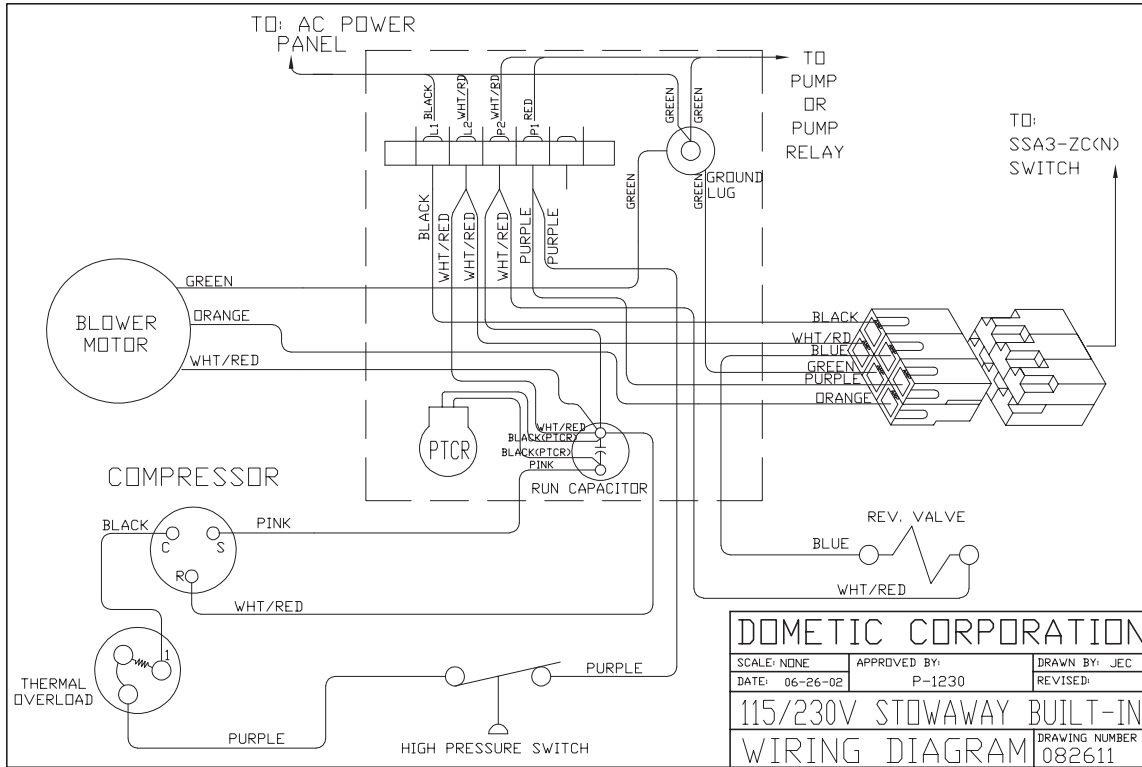 TO: AC POWER
PANEL
BLACK
L1
WHT/RD
L2
WHT/RD
P2
RED
P1
GREEN
GREEN
TO
PUMP
OR
PUMP
RELAY
TO:
SSA3-ZC(N)
SWITCH
GROUND
LUG
BLACK
WHT/RED
WHT/RED
WHT/RED
PURPLE
PURPLE
GREEN
GREEN
BLOWER
MOTOR
GREEN
ORANGE
WHT/RED
BLACK
WHT/RD
BLUE
GREEN
PURPLE
ORANGE
PTCR
WHT/RED
BLACK(PTCR)
BLACK(PTCR)
PINK
RUN CAPACITOR
COMPRESSOR
BLACK
C
S
R
PINK
WHT/RED
REV. VALVE
BLUE
WHT/RED
THERMAL
OVERLOAD
1
PURPLE
PURPLE
HIGH PRESSURE SWITCH
DOMETIC CORPORATION
SCALE: NONE
APPROVED BY:
DRAWN BY: JEC
DATE: 06-26-02
P-1230
REVISED:
115/230V STOWAWAY BUILT-IN
WIRING DIAGRAM
DRAWING NUMBER
082611